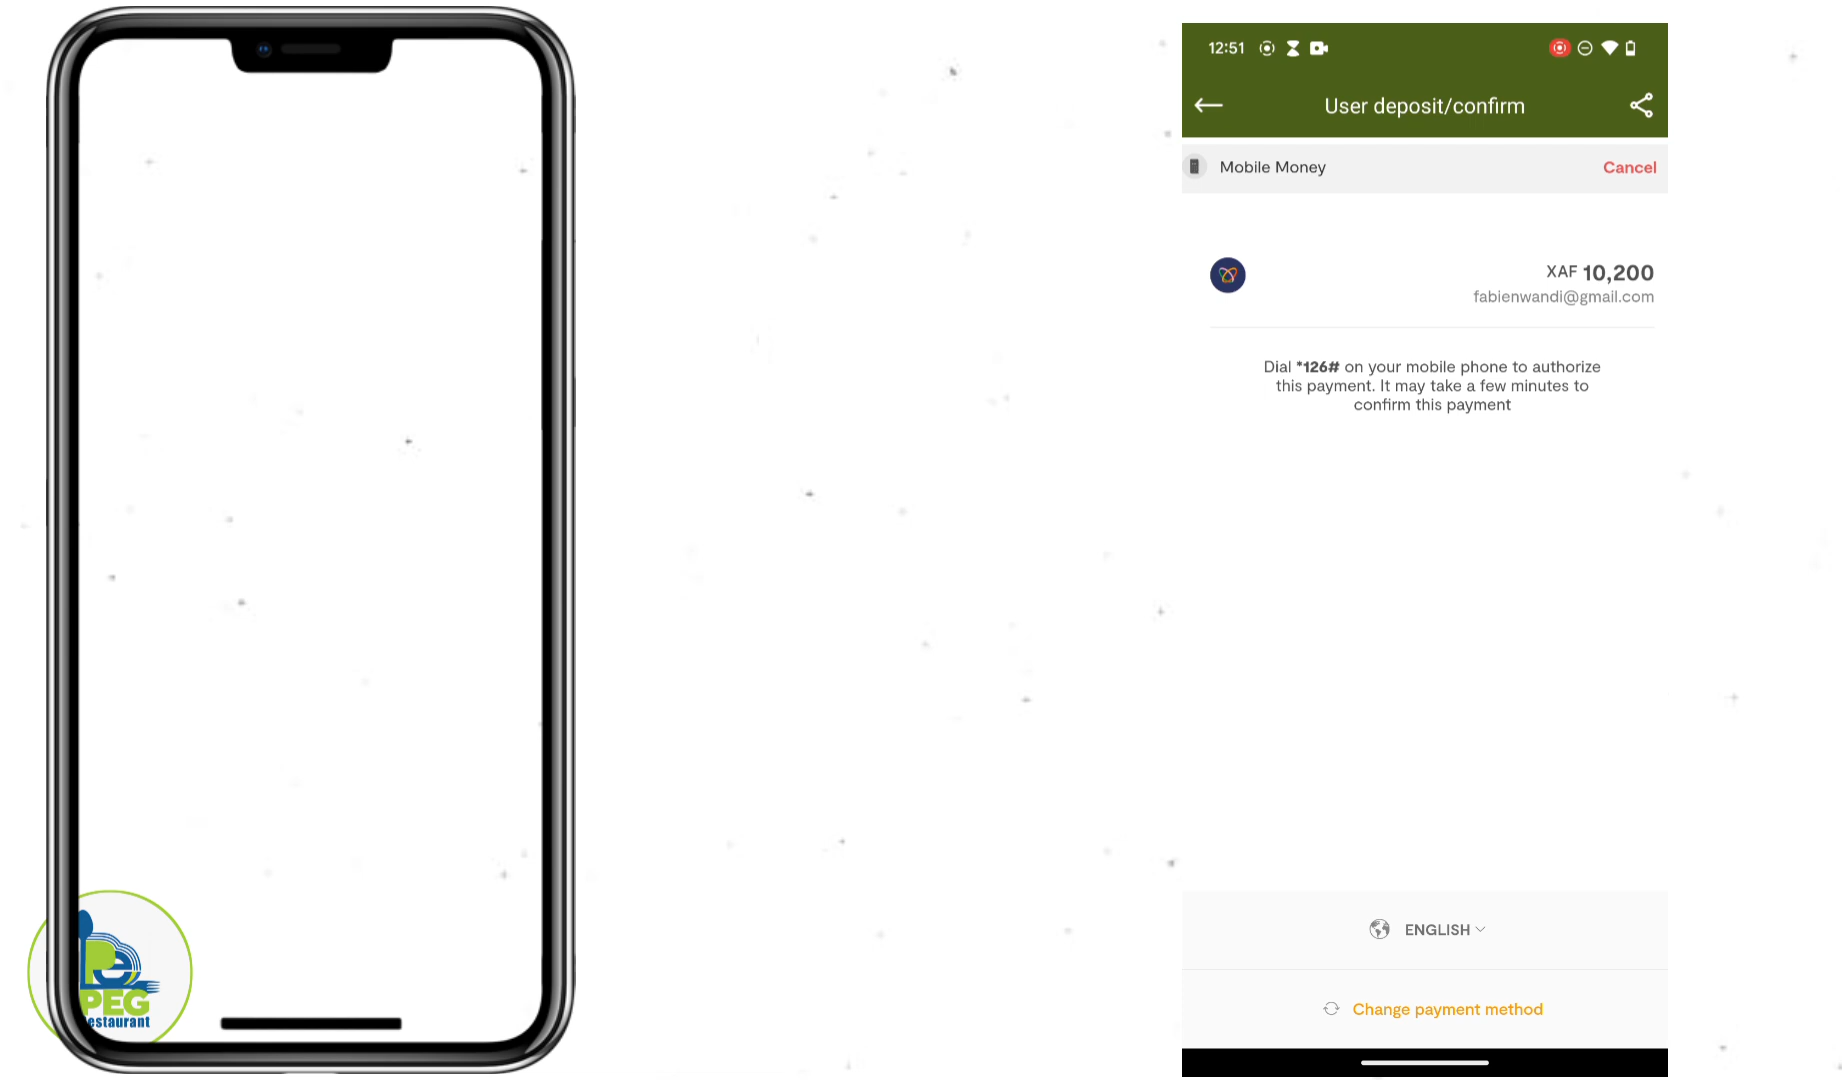 12:51
User deposit/confirm
Mobile Money
Cancel
XAF 10,200
fabienwandi@gmail.com
Dial *126# on your mobile phone to authorize
this payment. It may take a few minutes to
confirm this payment
ENGLISH
Change payment method
Pe
PEG
estaurant